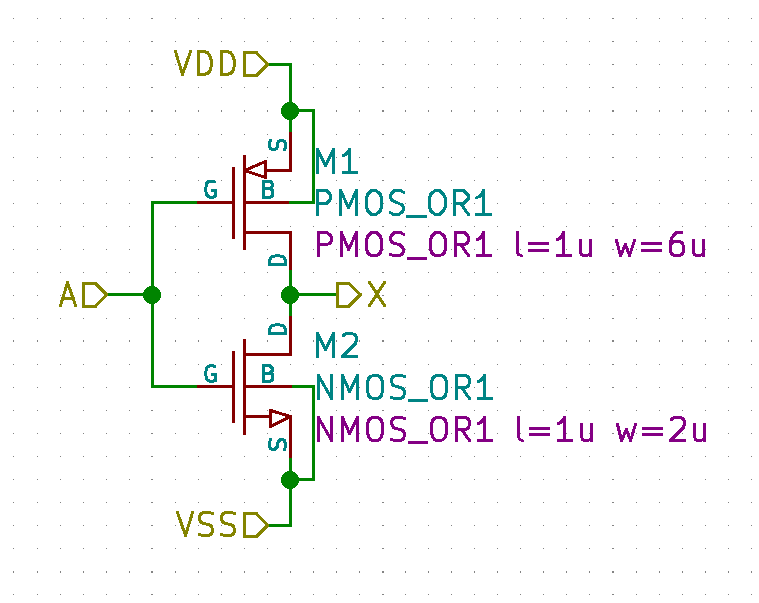 VDD
S
M1
G
B
PMOS_OR1
PMOS_OR1 l=1u w=6u
D
A
X
D
M2
G
B
NMOS_OR1
NMOS_OR1 l=1u w=2u
S
VSS